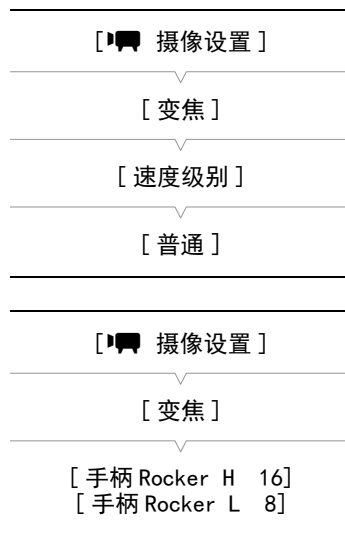 [ 摄像设置 ]
[ 变焦 ]
[ 速度级别 ]
[ 普通 ]
[ 摄像设置 ]
[ 变焦 ]
[ 手柄 Rocker H 16]
[ 手柄 Rocker L 8]